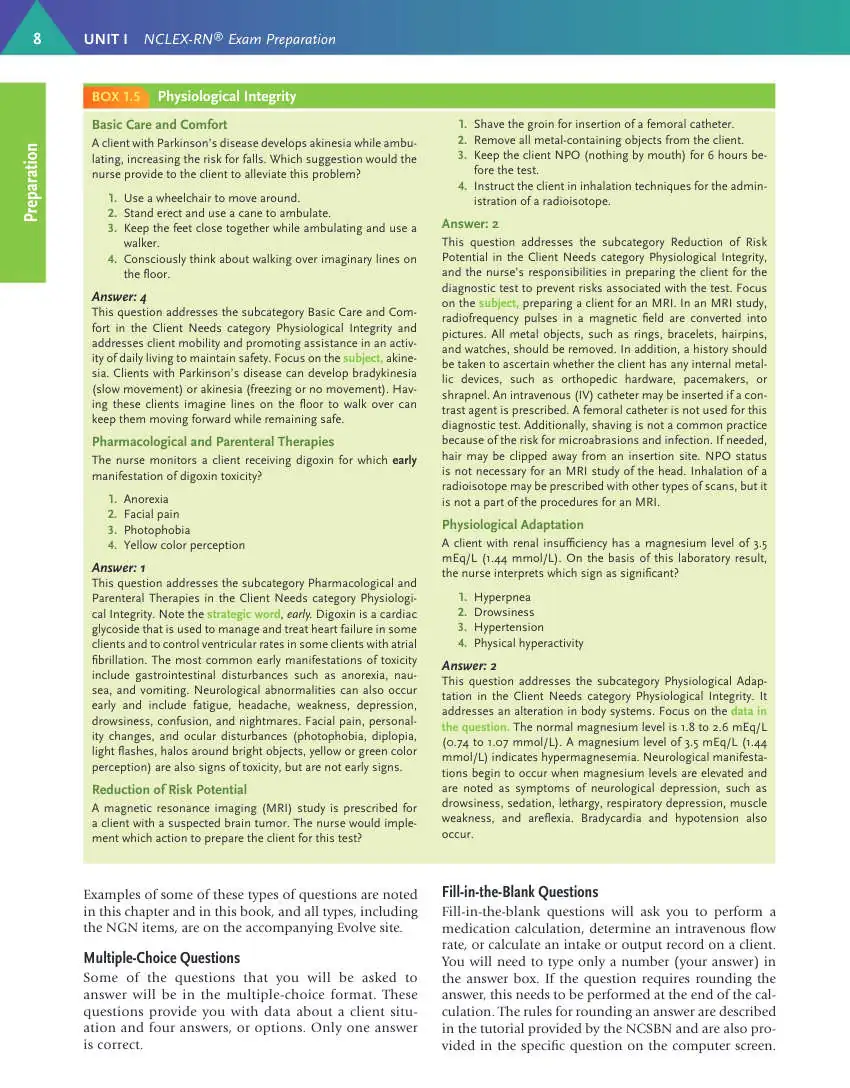 8
UNIT I NCLEX-RN® Exam Preparation
Preparation
BOX 1.5 Physiological Integrity
Basic Care and Comfort
A client with Parkinson's disease develops akinesia while ambu-
lating, increasing the risk for falls. Which suggestion would the
nurse provide to the client to alleviate this problem?
1. Use a wheelchair to move around.
2. Stand erect and use a cane to ambulate.
3. Keep the feet close together while ambulating and use a
walker.
4. Consciously think about walking over imaginary lines on
the floor.
Answer: 4
This question addresses the subcategory Basic Care and Com-
fort in the Client Needs category Physiological Integrity and
addresses client mobility and promoting assistance in an activ-
ity of daily living to maintain safety. Focus on the subject, akine-
sia. Clients with Parkinson's disease can develop bradykinesia
(slow movement) or akinesia (freezing or no movement). Hav-
ing these clients imagine lines on the floor to walk over can
keep them moving forward while remaining safe.
Pharmacological and Parenteral Therapies
The nurse monitors a client receiving digoxin for which early
manifestation of digoxin toxicity?
1. Anorexia
2. Facial pain
3. Photophobia
4. Yellow color perception
Answer: 1
This question addresses the subcategory Pharmacological and
Parenteral Therapies in the Client Needs category Physiologi-
cal Integrity. Note the strategic word, early. Digoxin is a cardiac
glycoside that is used to manage and treat heart failure in some
clients and to control ventricular rates in some clients with atrial
fibrillation. The most common early manifestations of toxicity
include gastrointestinal disturbances such as anorexia, nau-
sea, and vomiting. Neurological abnormalities can also occur
early and include fatigue, headache, weakness, depression,
drowsiness, confusion, and nightmares. Facial pain, personal-
ity changes, and ocular disturbances (photophobia, diplopia,
light flashes, halos around bright objects, yellow or green color
perception) are also signs of toxicity, but are not early signs.
Reduction of Risk Potential
A magnetic resonance imaging (MRI) study is prescribed for
a client with a suspected brain tumor. The nurse would imple-
ment which action to prepare the client for this test?
1. Shave the groin for insertion of a femoral catheter.
2. Remove all metal-containing objects from the client.
3. Keep the client NPO (nothing by mouth) for 6 hours be-
fore the test.
4. Instruct the client in inhalation techniques for the admin-
istration of a radioisotope.
Answer: 2
This question addresses the subcategory Reduction of Risk
Potential in the Client Needs category Physiological Integrity,
and the nurse's responsibilities in preparing the client for the
diagnostic test to prevent risks associated with the test. Focus
on the subject, preparing a client for an MRI. In an MRI study,
radiofrequency pulses in a magnetic field are converted into
pictures. All metal objects, such as rings, bracelets, hairpins,
and watches, should be removed. In addition, a history should
be taken to ascertain whether the client has any internal metal-
lic devices, such as orthopedic hardware, pacemakers, or
shrapnel. An intravenous (IV) catheter may be inserted if a con-
trast agent is prescribed. A femoral catheter is not used for this
diagnostic test. Additionally, shaving is not a common practice
because of the risk for microabrasions and infection. If needed,
hair may be clipped away from an insertion site. NPO status
is not necessary for an MRI study of the head. Inhalation of a
radioisotope may be prescribed with other types of scans, but it
is not a part of the procedures for an MRI.
Physiological Adaptation
A client with renal insufficiency has a magnesium level of 3.5
mEq/L (1.44 mmol/L). On the basis of this laboratory result,
the nurse interprets which sign as significant?
1. Hyperpnea
2. Drowsiness
3. Hypertension
4. Physical hyperactivity
Answer: 2
This question addresses the subcategory Physiological Adap-
tation in the Client Needs category Physiological Integrity. It
addresses an alteration in body systems. Focus on the data in
the question. The normal magnesium level is 1.8 to 2.6 mEq/L
(0.74 to 1.07 mmol/L). A magnesium level of 3.5 mEq/L (1.44
mmol/L) indicates hypermagnesemia. Neurological manifesta-
tions begin to occur when magnesium levels are elevated and
are noted as symptoms of neurological depression, such as
drowsiness, sedation, lethargy, respiratory depression, muscle
weakness, and areflexia. Bradycardia and hypotension also
occur.
Examples of some of these types of questions are noted
in this chapter and in this book, and all types, including
the NGN items, are on the accompanying Evolve site.
Multiple-Choice Questions
Some of the questions that you will be asked to
answer will be in the multiple-choice format. These
questions provide you with data about a client situ-
ation and four answers, or options. Only one answer
is correct.
Fill-in-the-Blank Questions
Fill-in-the-blank questions will ask you to perform a
medication calculation, determine an intravenous flow
rate, or calculate an intake or output record on a client.
You will need to type only a number (your answer) in
the answer box. If the question requires rounding the
answer, this needs to be performed at the end of the cal-
culation. The rules for rounding an answer are described
in the tutorial provided by the NCSBN and are also pro-
vided in the specific question on the computer screen.